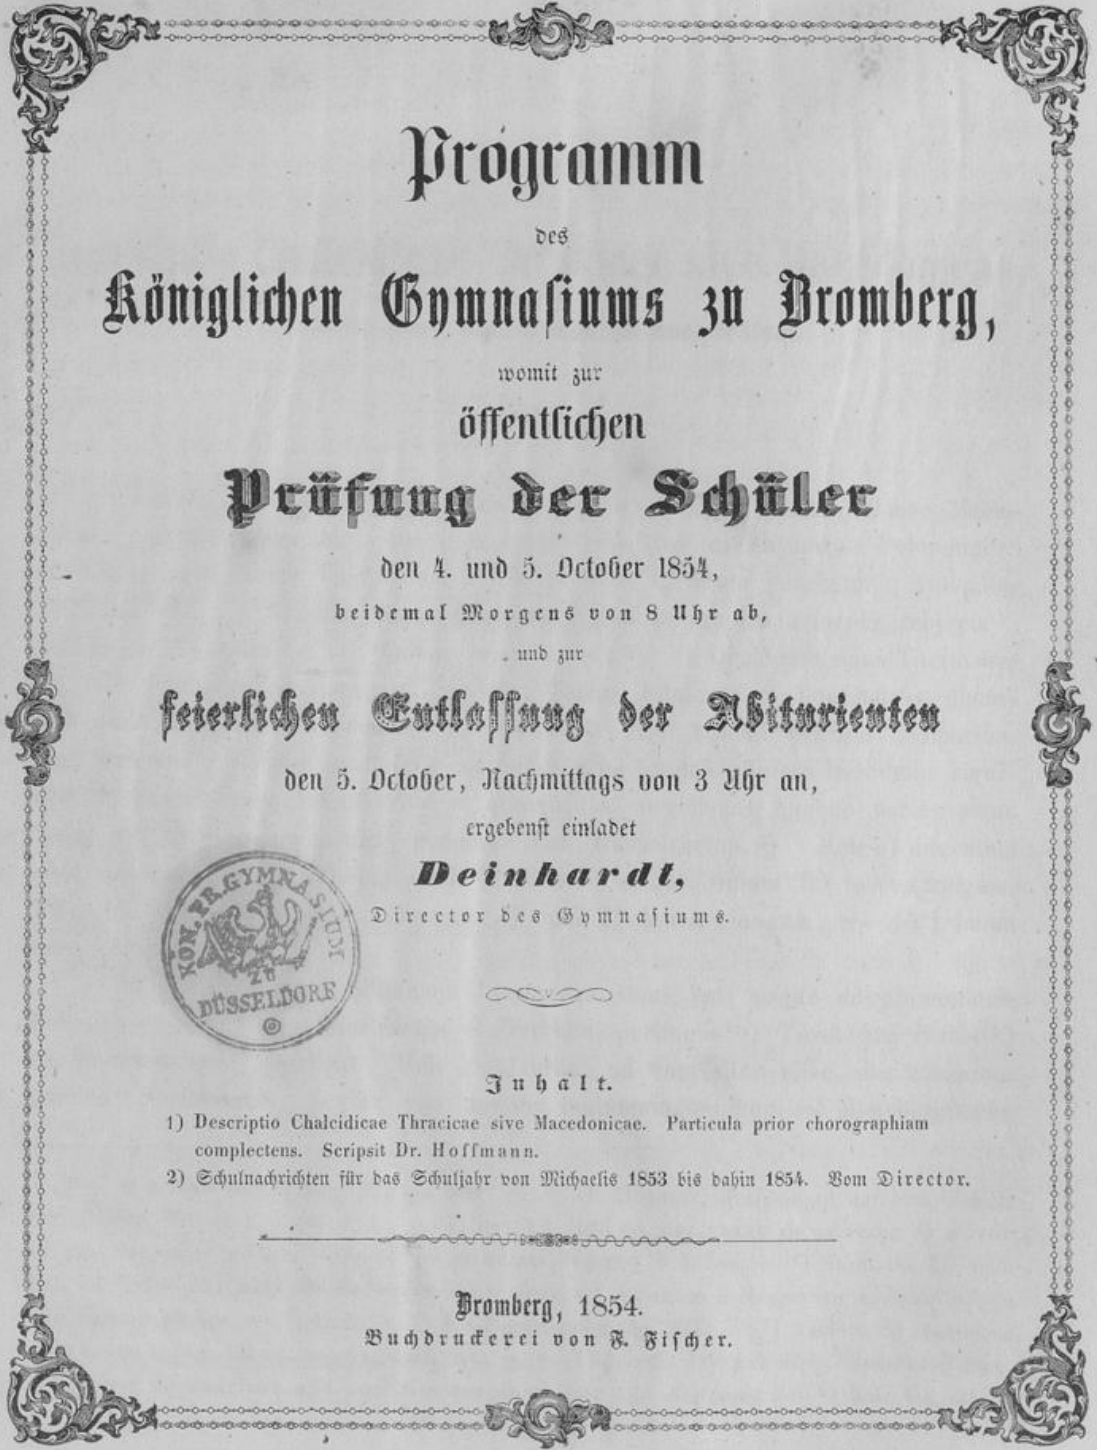 Programm
des
Königlichen Gymnasiums zu Bromberg,
womit zur
öffentlichen
Prüfung der Schüler
den 4. und 5. October 1854,
beidemal Morgens von 8 Uhr ab,
und zur
feierlichen Entlassung der Abiturienten
den 5. October, Nachmittags von 3 Uhr an,
ergebenst einladet
Deinhardt,
Director des Gymnasiums.
KÖN. PR. GYMNASIUM
ZU
DÜSSELDORF
Inhalt.
1) Descriptio Chalcidicae Thracicae sive Macedonicae. Particula prior chorographiam
complectens. Scripsit Dr. Hoffmann.
2) Schulnachrichten für das Schuljahr von Michaelis 1853 bis dahin 1854. Vom Director.
Bromberg, 1854.
Buchdruckerei von F. Fischer.